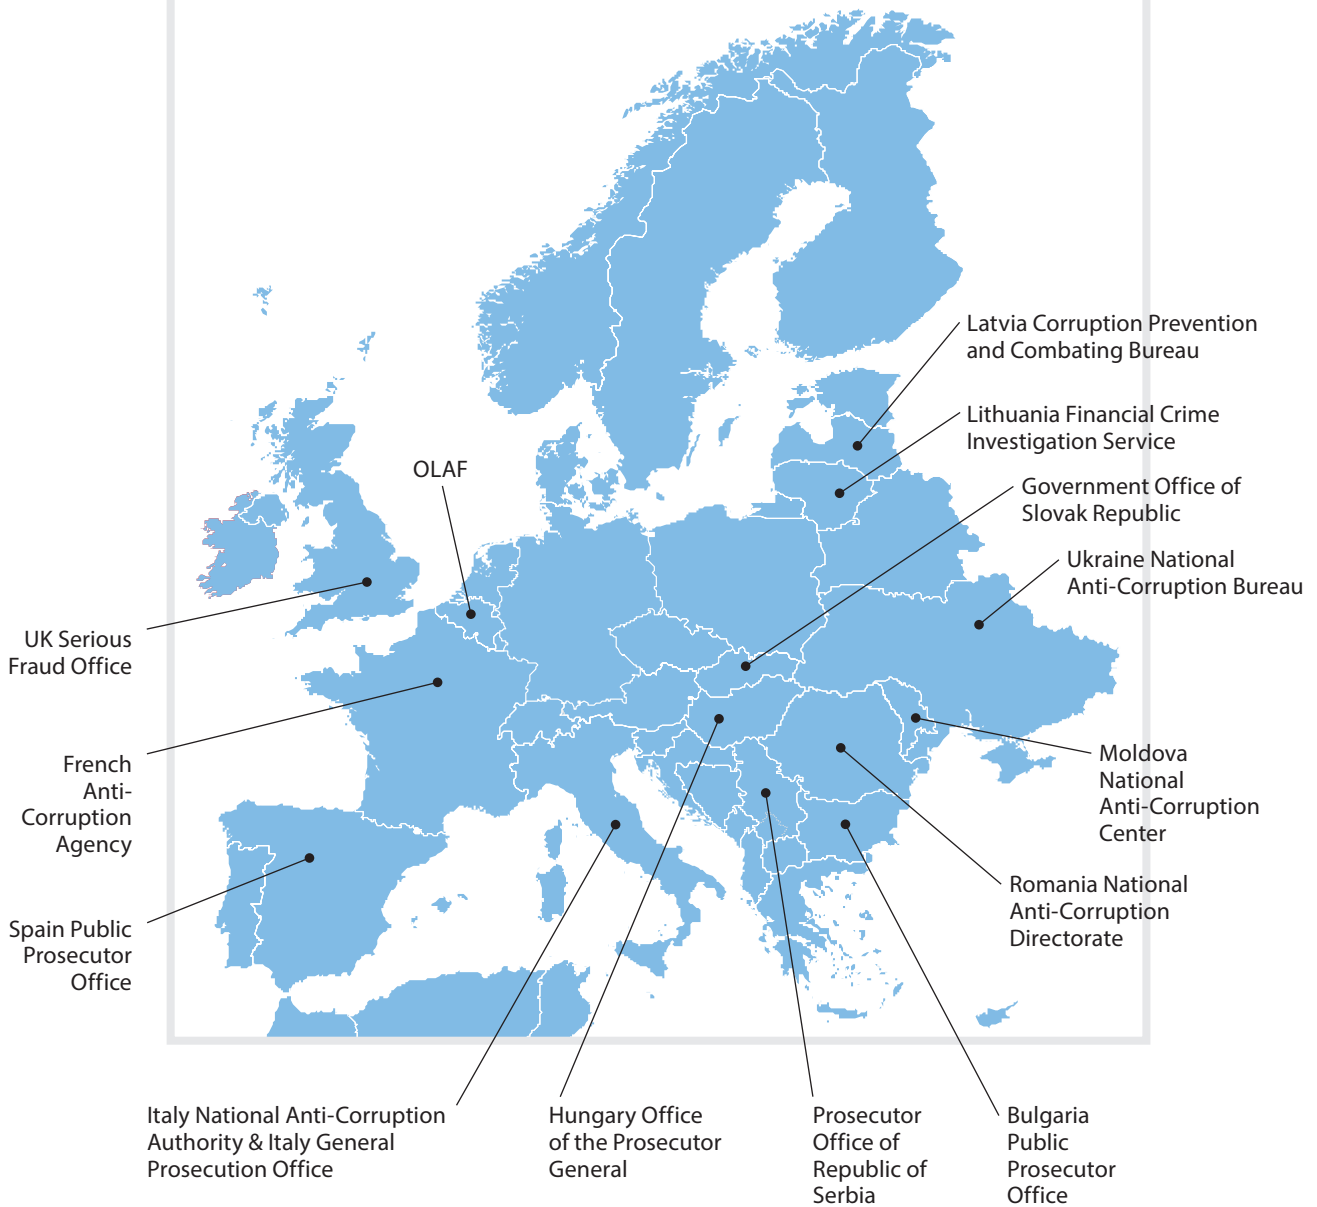 Latvia Corruption Prevention
and Combating Bureau
Lithuania Financial Crime
Investigation Service
OLAF
Government Office of
Slovak Republic
Ukraine National
Anti-Corruption Bureau
UK Serious
Fraud Office
French
Anti-
Corruption
Agency
Moldova
National
Anti-Corruption
Center
Romania National
Anti-Corruption
Directorate
Spain Public
Prosecutor
Office
Italy National Anti-Corruption
Authority & Italy General
Prosecution Office
Hungary Office
of the Prosecutor
General
Prosecutor
Office of
Republic of
Serbia
Bulgaria
Public
Prosecutor
Office